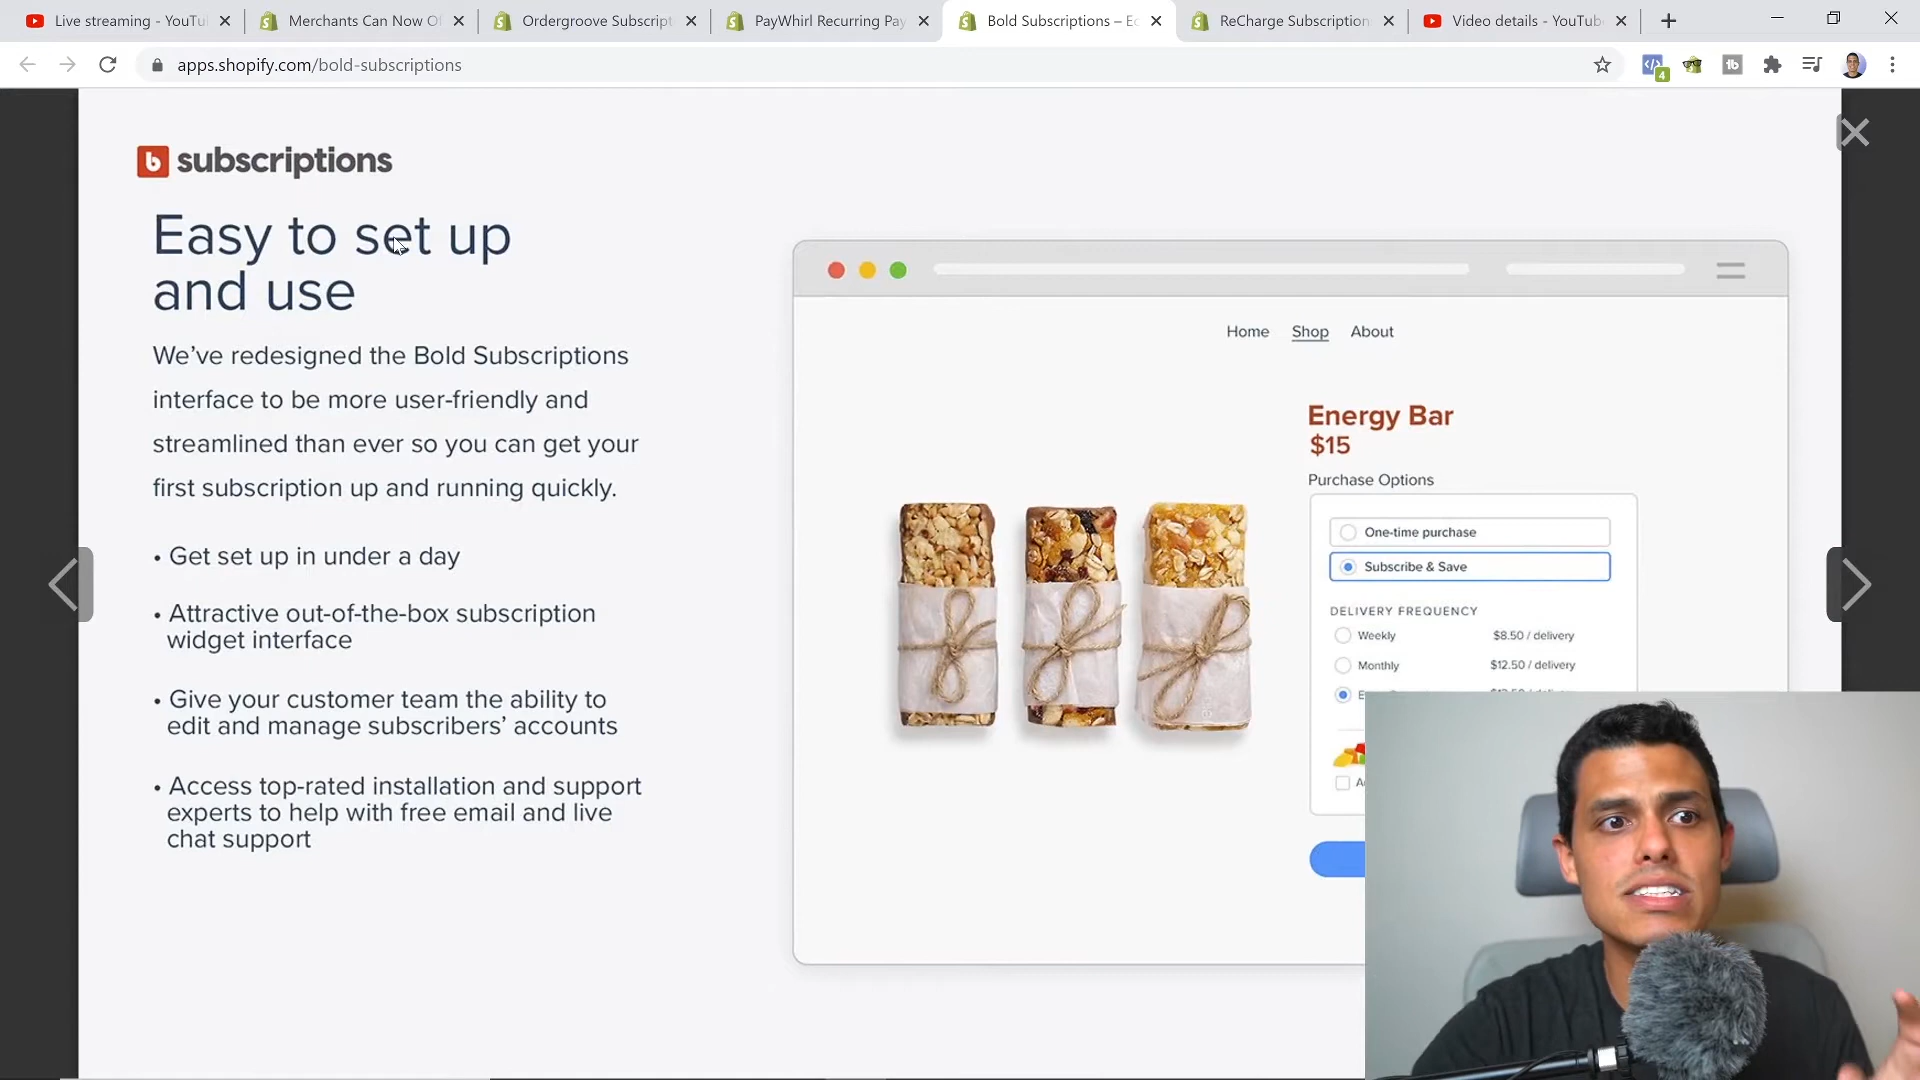 Live streaming - YouTu
Merchants Can Now Of
Ordergroove Subscript
PayWhirl Recurring Pay
Bold Subscriptions – Ec
ReCharge Subscription
Video details - YouTube
apps.shopify.com/bold-subscriptions
4
tb
b subscriptions
Easy to set up
and use
We've redesigned the Bold Subscriptions
interface to be more user-friendly and
streamlined than ever so you can get your
first subscription up and running quickly.
• Get set up in under a day
• Attractive out-of-the-box subscription
widget interface
• Give your customer team the ability to
edit and manage subscribers' accounts
• Access top-rated installation and support
experts to help with free email and live
chat support
Home Shop About
Energy Bar
$15
Purchase Options
One-time purchase
Subscribe & Save
DELIVERY FREQUENCY
Weekly $8.50 / delivery
Monthly $12.50 / delivery